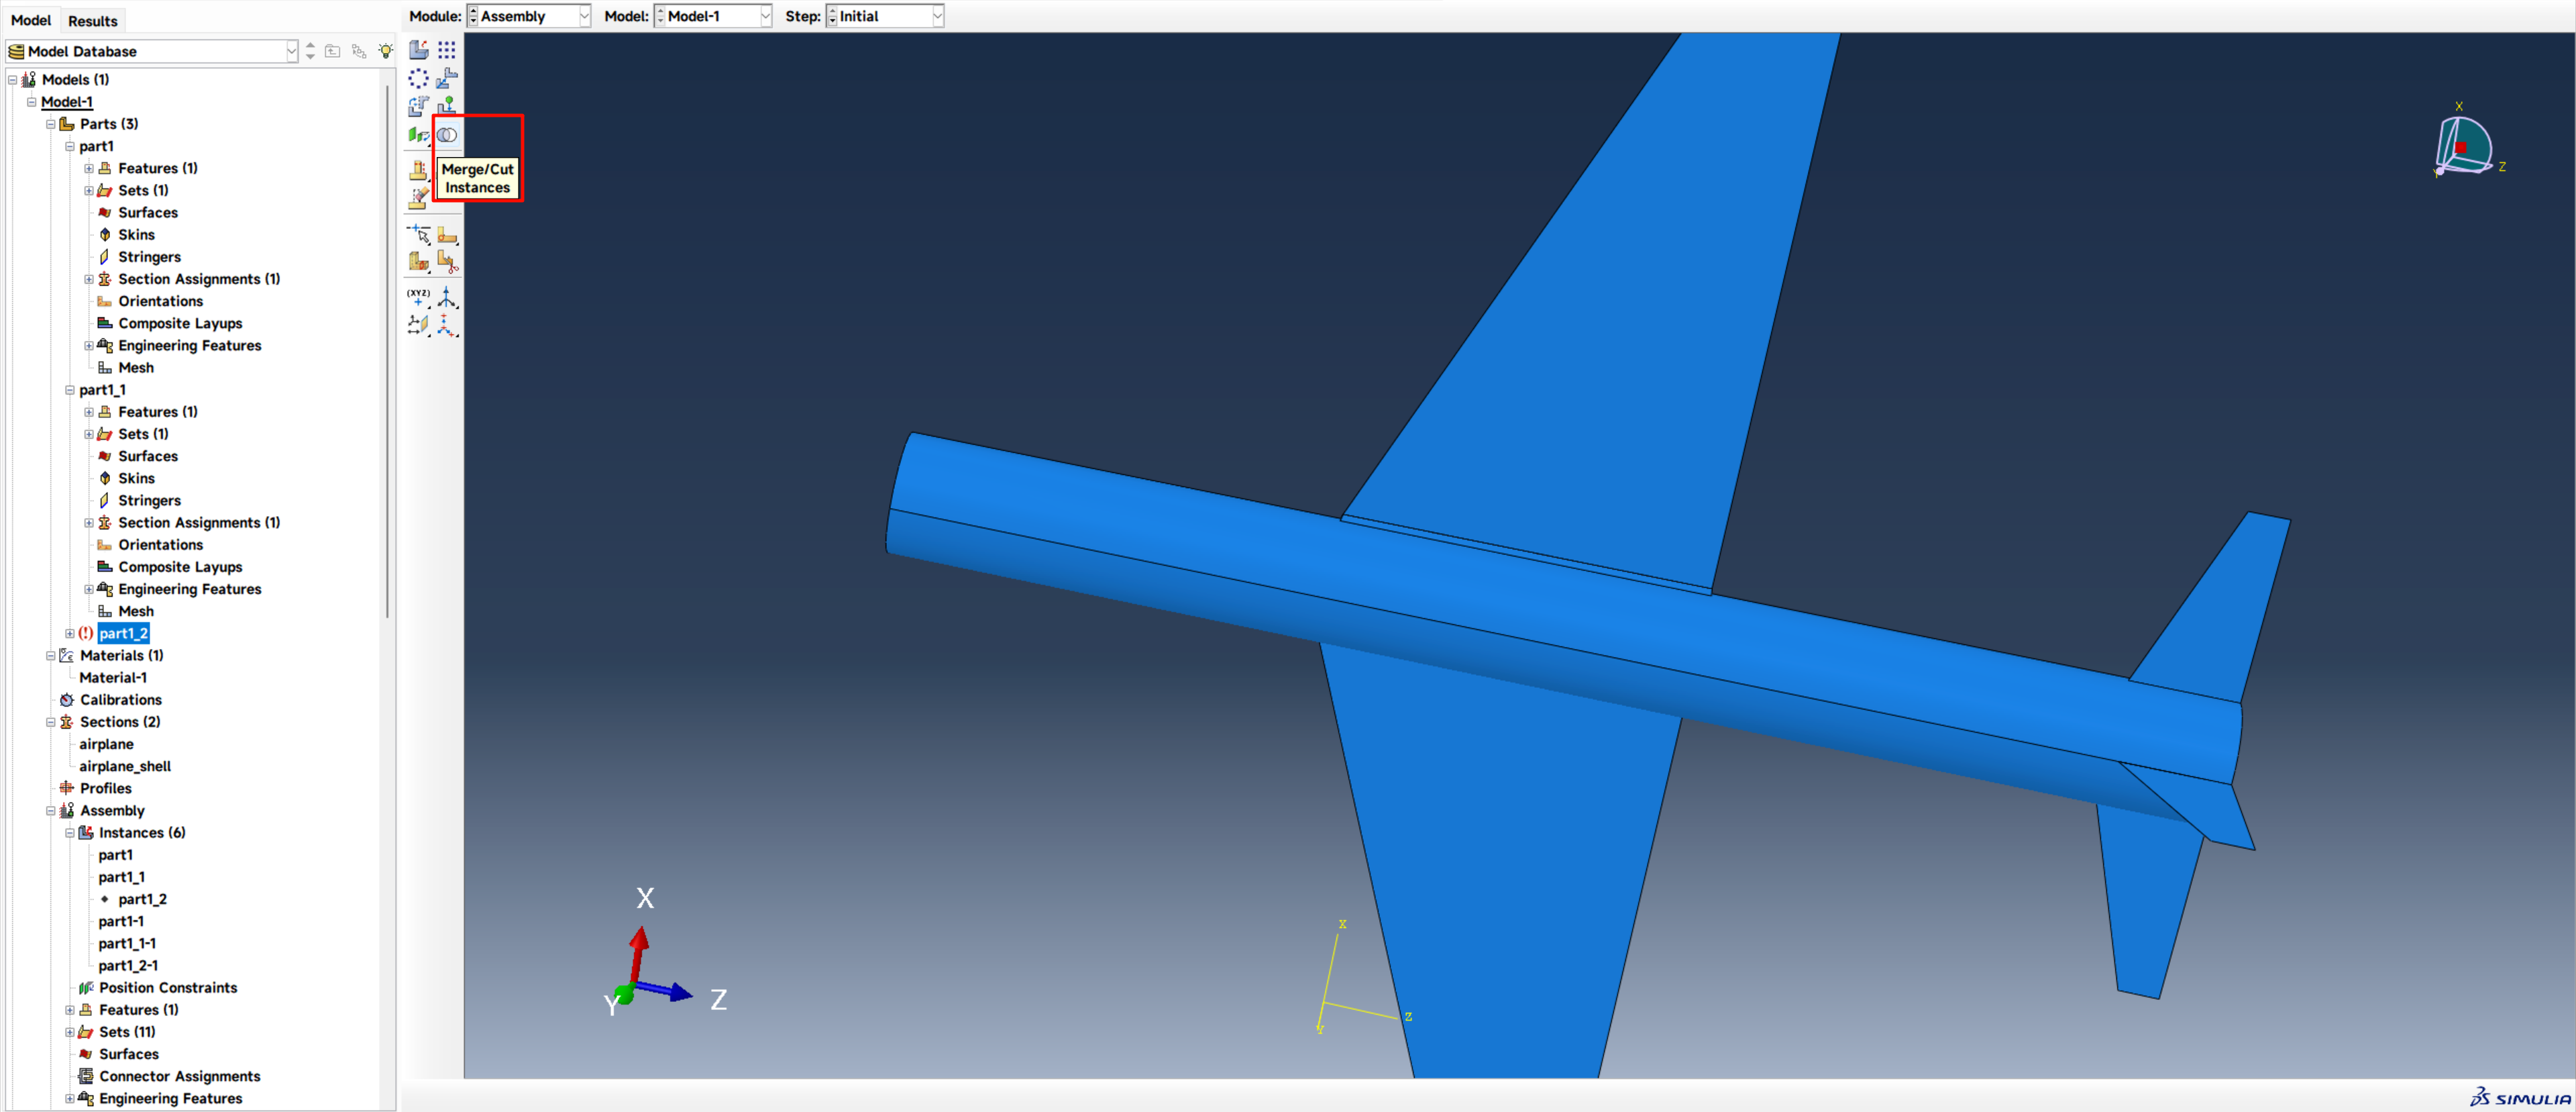 Model Results
Module: Assembly Model: Model-1 Step: Initial
Model Database
Models (1)
Model-1
Parts (3)
part1
Features (1)
Sets (1)
Surfaces
Skins
Stringers
Section Assignments (1)
Orientations
Composite Layups
Engineering Features
Mesh
part1_1
Features (1)
Sets (1)
Surfaces
Skins
Stringers
Section Assignments (1)
Orientations
Composite Layups
Engineering Features
Mesh
part1_2
Materials (1)
Material-1
Calibrations
Sections (2)
airplane
airplane_shell
Profiles
Assembly
Instances (6)
part1
part1_1
part1_2
part1-1
part1_1-1
part1_2-1
Position Constraints
Features (1)
Sets (11)
Surfaces
Connector Assignments
Engineering Features
(XYZ)
Merge/Cut
Instances
X
Y
Z
X
Y
Z
X
Y
Z
SIMULIA